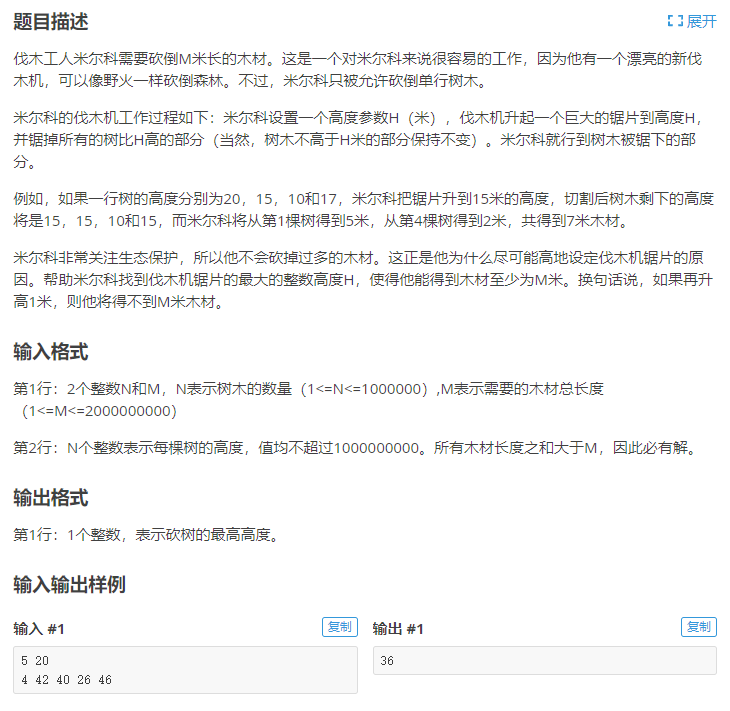 题目描述
展开
伐木工人米尔科需要砍倒M米长的木材。这是一个对米尔科来说很容易的工作，因为他有一个漂亮的新伐
木机，可以像野火一样砍倒森林。不过，米尔科只被允许砍倒单行树木。
米尔科的伐木机工作过程如下：米尔科设置一个高度参数H（米），伐木机升起一个巨大的锯片到高度H，
并锯掉所有的树比H高的部分（当然，树木不高于H米的部分保持不变）。米尔科就行到树木被锯下的部
分。
例如，如果一行树的高度分别为20，15，10和17，米尔科把锯片升到15米的高度，切割后树木剩下的高度
将是15，15，10和15，而米尔科将从第1棵树得到5米，从第4棵树得到2米，共得到7米木材。
米尔科非常关注生态保护，所以他不会砍掉过多的木材。这正是他为什么尽可能高地设定伐木机锯片的原
因。帮助米尔科找到伐木机锯片的最大的整数高度H，使得他能得到木材至少为M米。换句话说，如果再升
高1米，则他将得不到M米木材。
输入格式
第1行：2个整数N和M，N表示树木的数量（1<=N<=1000000）,M表示需要的木材总长度
（1<=M<=2000000000）
第2行：N个整数表示每棵树的高度，值均不超过1000000000。所有木材长度之和大于M，因此必有解。
输出格式
第1行：1个整数，表示砍树的最高高度。
输入输出样例
输入 #1
复制
输出 #1
复制
5 20
4 42 40 26 46
36